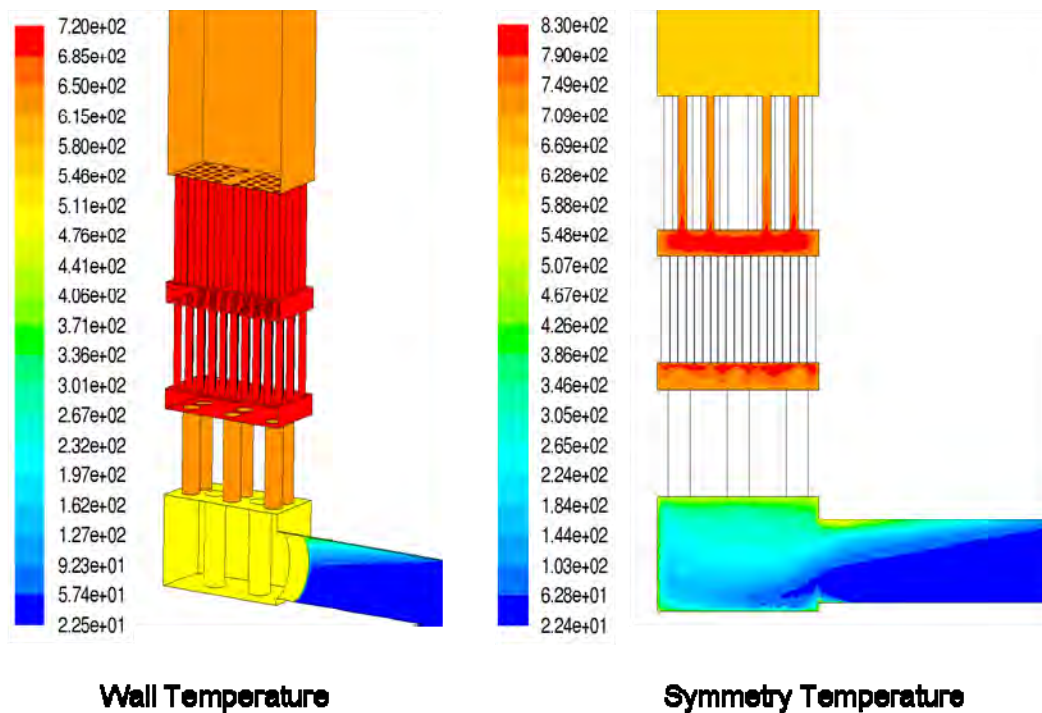 7.20e+02
6.85e+02
6.50e+02
6.15e+02
5.80e+02
5.46e+02
5.11e+02
4.76e+02
4.41e+02
4.06e+02
3.71e+02
3.36e+02
3.01e+02
2.67e+02
2.32e+02
1.97e+02
1.62e+02
1.27e+02
9.23e+01
5.74e+01
2.25e+01
Wall Temperature
8.30e+02
7.90e+02
7.49e+02
7.09e+02
6.69e+02
6.28e+02
5.88e+02
5.48e+02
5.07e+02
4.67e+02
4.26e+02
3.86e+02
3.46e+02
3.05e+02
2.65e+02
2.24e+02
1.84e+02
1.44e+02
1.03e+02
6.28e+01
2.24e+01
Symmetry Temperature